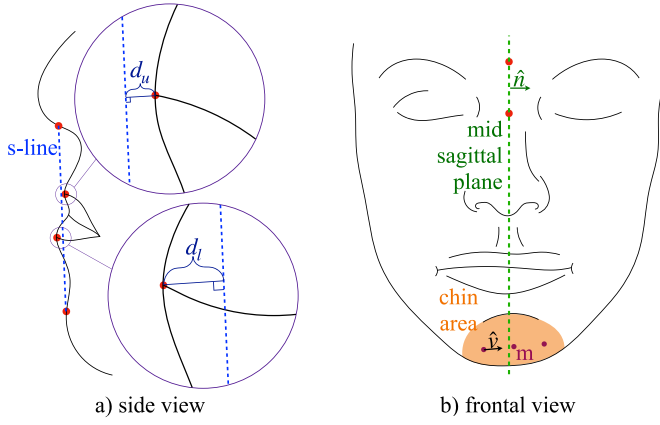 d_u
s-line
d_l
a) side view
n̂
mid
sagittal
plane
chin
area
v̂
m
b) frontal view